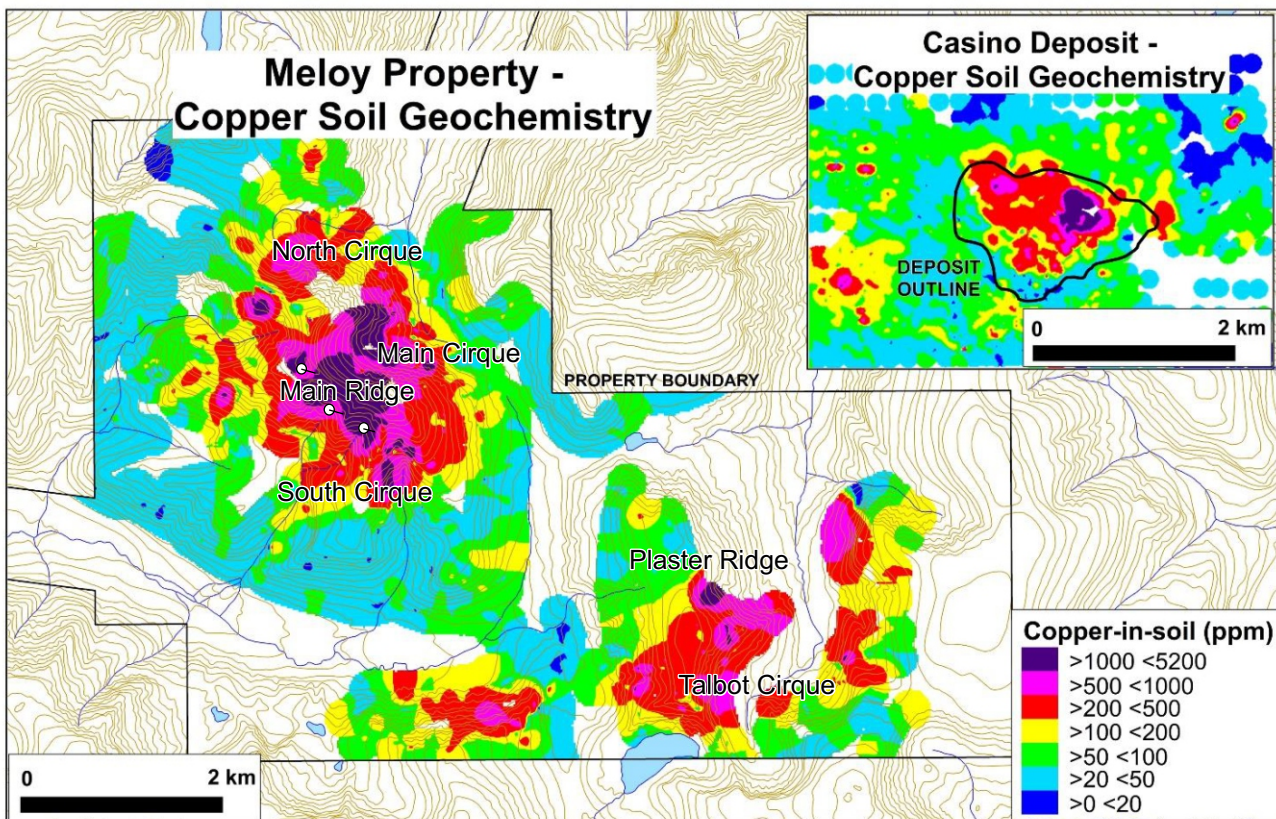 Meloy Property -
Copper Soil Geochemistry
Casino Deposit -
Copper Soil Geochemistry
DEPOSIT
OUTLINE
0 2 km
North Cirque
Main Cirque
Main Ridge
PROPERTY BOUNDARY
South Cirque
Plaster Ridge
Talbot Cirque
Copper-in-soil (ppm)
>1000 <5200
>500 <1000
>200 <500
>100 <200
>50 <100
>20 <50
>0 <20
0 2 km